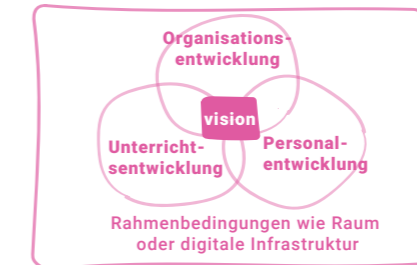 Organisations-
entwicklung
vision
Unterricht-
sentwicklung
Personal-
entwicklung
Rahmenbedingungen wie Raum
oder digitale Infrastruktur